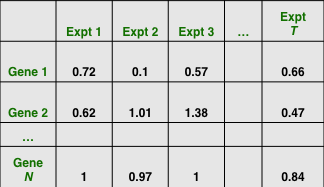 Expt 1 Expt 2 Expt 3 … Expt T
Gene 1 0.72 0.1 0.57 0.66
Gene 2 0.62 1.01 1.38 0.47
…
Gene N 1 0.97 1 0.84